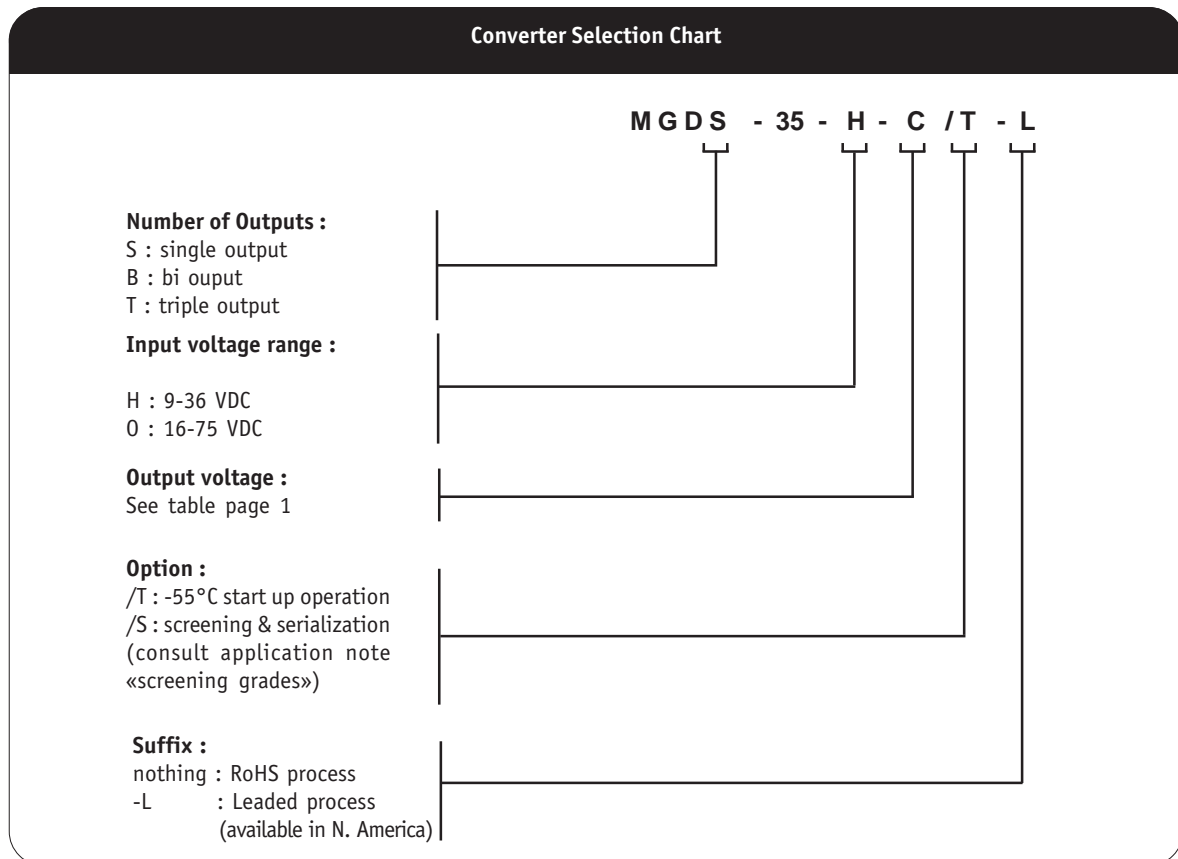 Converter Selection Chart
MGDS - 35 - H - C /T - L
Number of Outputs :
S : single output
B : bi ouput
T : triple output
Input voltage range :
H : 9-36 VDC
O : 16-75 VDC
Output voltage :
See table page 1
Option :
/T : -55°C start up operation
/S : screening & serialization
(consult application note
«screening grades»)
Suffix :
nothing : RoHS process
-L : Leaded process
(available in N. America)